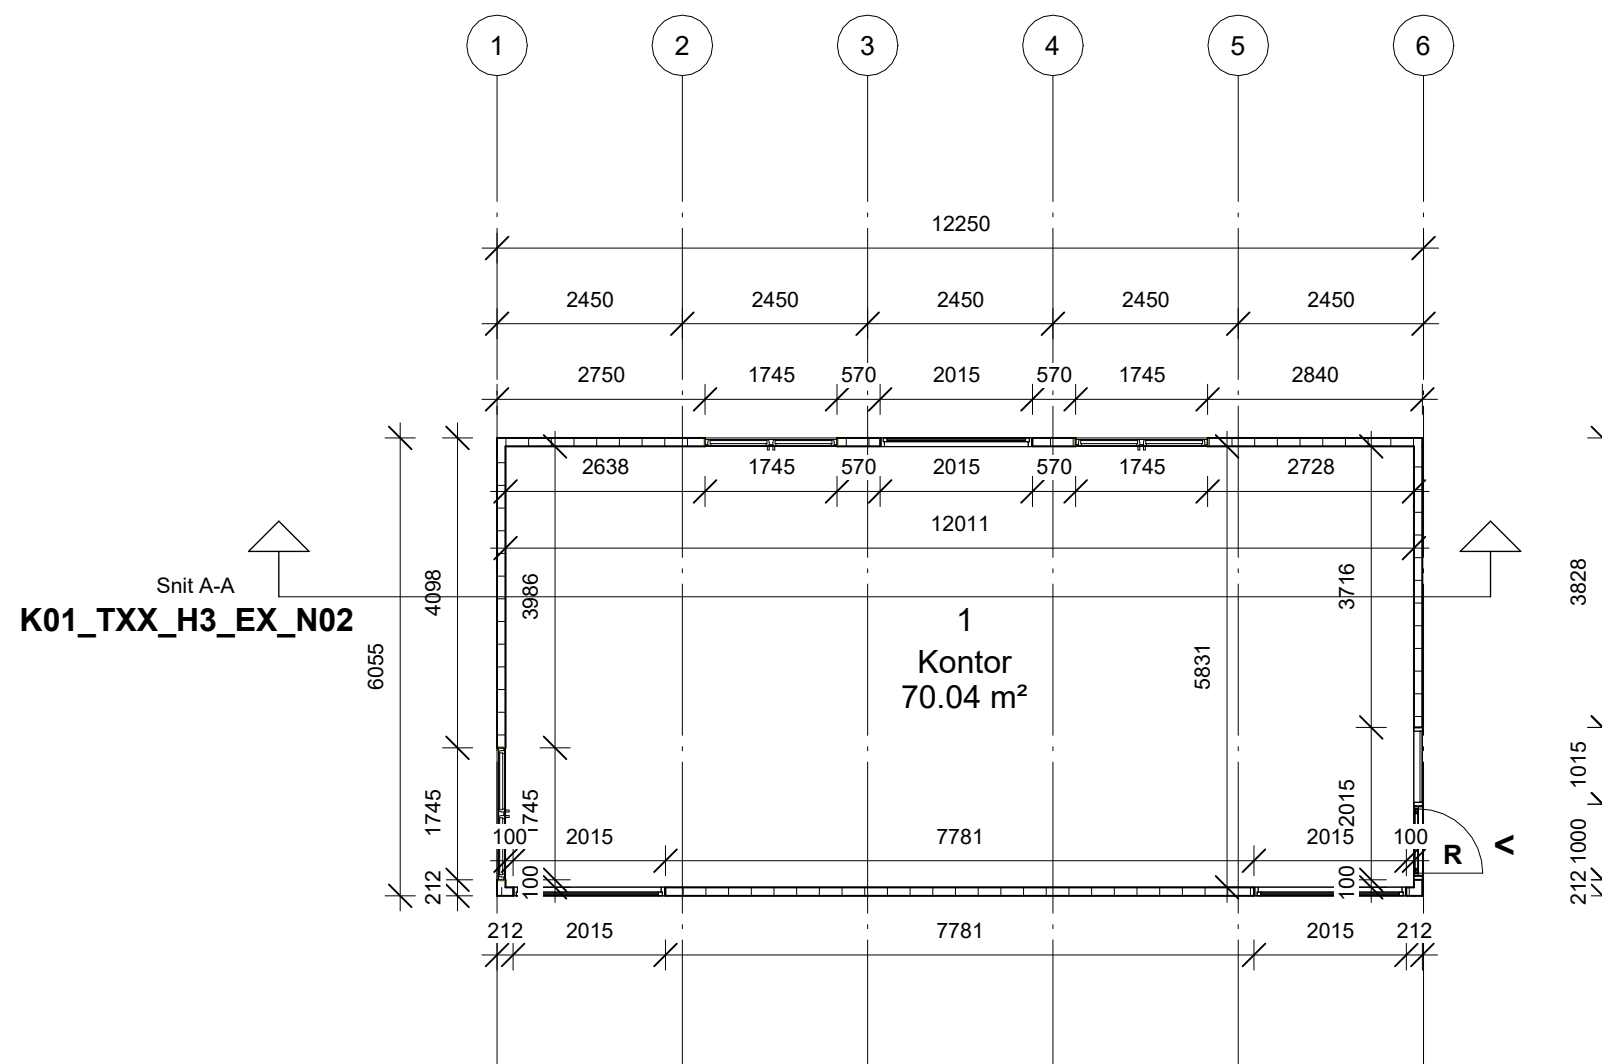 1 2 3 4 5 6
12250
2450 2450 2450 2450 2450
2750 1745 570 2015 570 1745 2840
2638 1745 570 2015 570 1745 2728
12011
Snit A-A
K01_TXX_H3_EX_N02
6055
4098
1745
212
3986
1745
100
1
Kontor
70.04 m²
5831
3716
2015
100
3828
1015
1000
212
100 2015 7781 2015 100
R <
212 2015 7781 2015 212